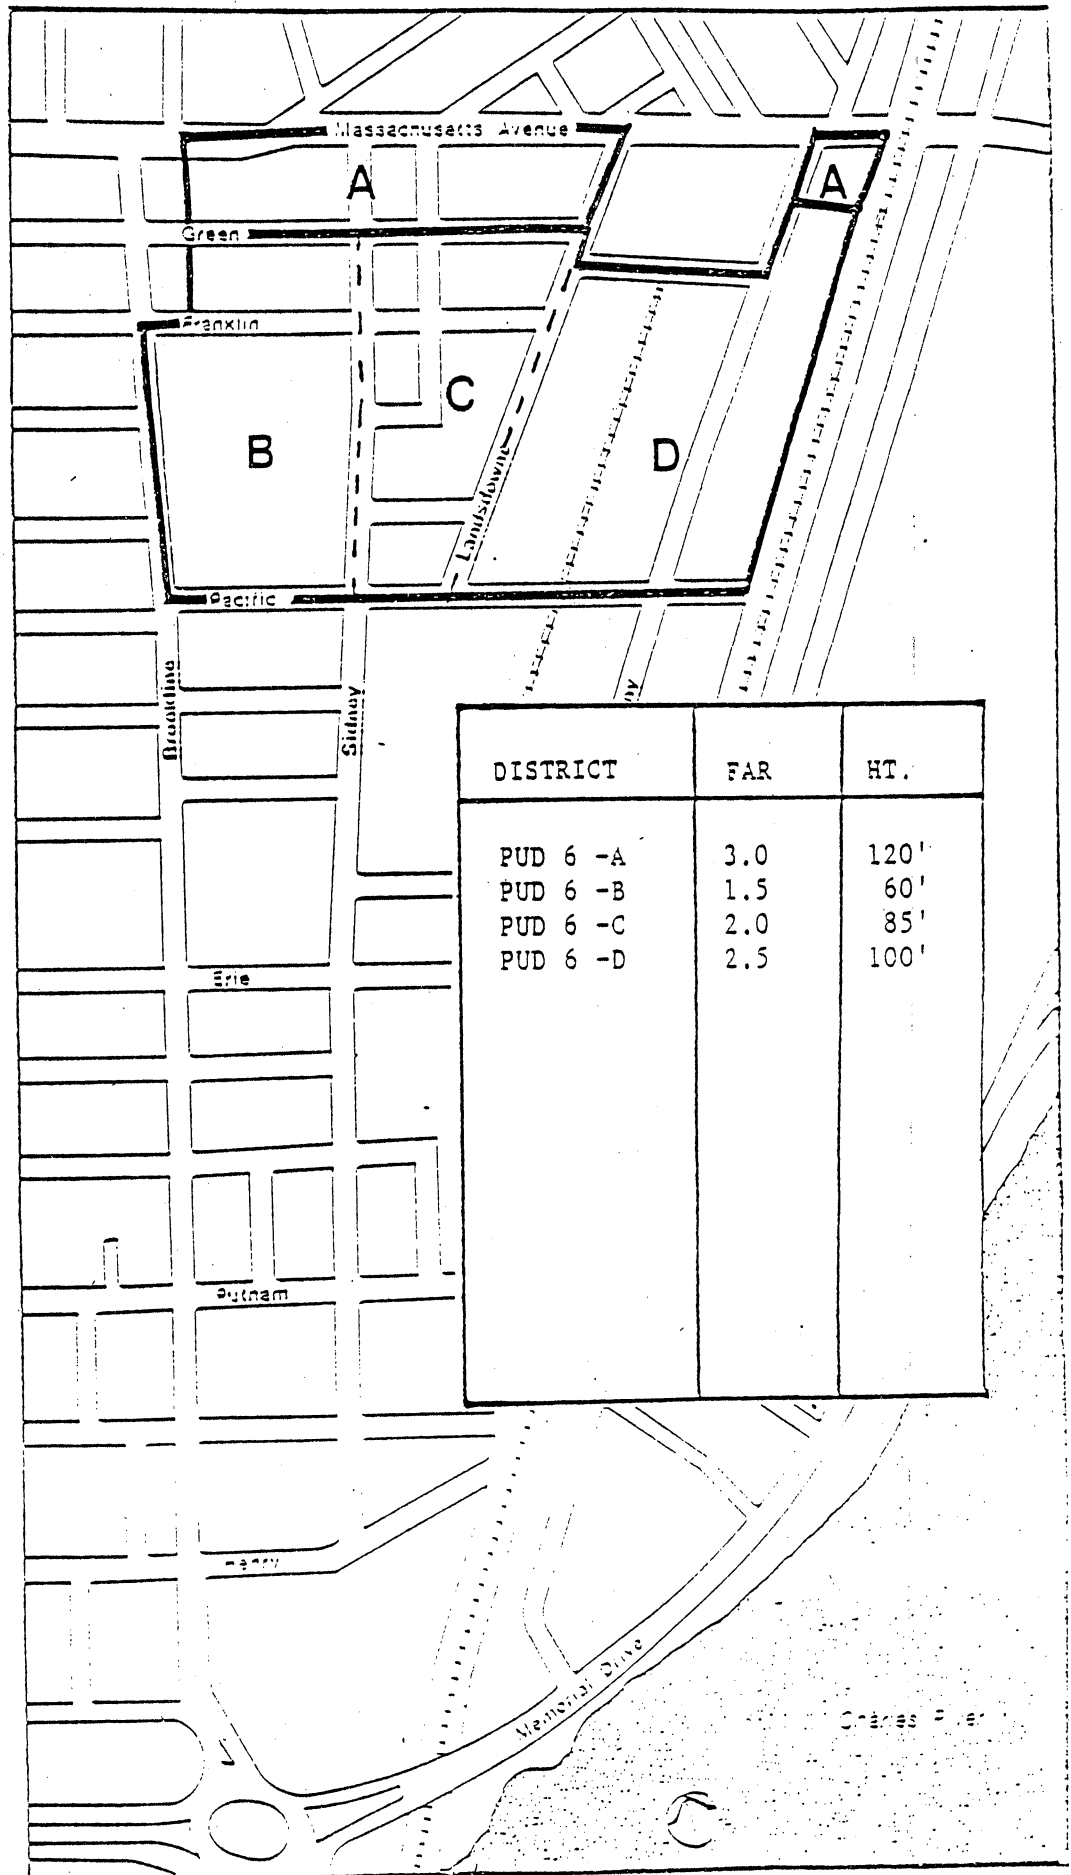 Massachusetts Avenue
A
A
Green
Franklin
C
B
D
Landsdowne
Pacific
Brookline
Sidney
ny
DISTRICT FAR HT.
PUD 6 -A 3.0 120'
PUD 6 -B 1.5 60'
PUD 6 -C 2.0 85'
PUD 6 -D 2.5 100'
Erie
Putnam
Henry
Memorial Drive
Charles River